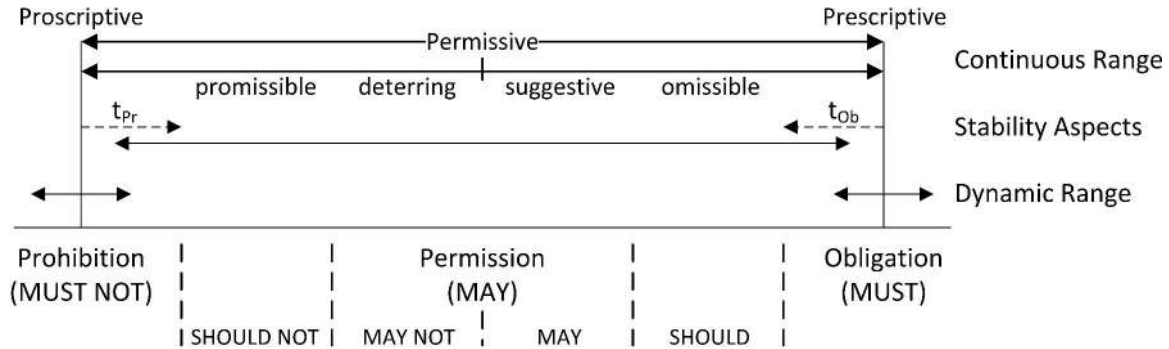 Proscriptive Prescriptive
Permissive
Continuous Range
promissible deterring suggestive omissible
tPr tOb
Stability Aspects
Dynamic Range
Prohibition Permission Obligation
(MUST NOT) (MAY) (MUST)
SHOULD NOT MAY NOT MAY SHOULD